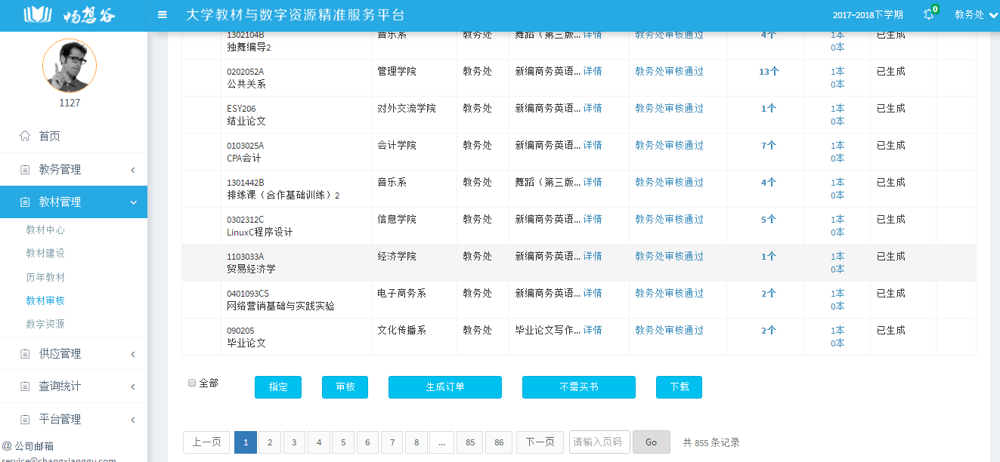 畅想谷
大学教材与数字资源精准服务平台
2017~2018下学期
0
教务处
1127
首页
教务管理
教材管理
教材中心
教材建设
历年教材
教材审核
数字资源
供应管理
查询统计
平台管理
@ 公司邮箱
service@changxianggu.com
1302104B 音乐系 教务处 舞蹈（第三版... 详情 教务处审核通过 4个 1本 已生成
独舞编导2 0本
0202052A 管理学院 教务处 新编商务英语... 详情 教务处审核通过 13个 1本 已生成
公共关系 0本
ESY206 对外交流学院 教务处 新编商务英语... 详情 教务处审核通过 1个 1本 已生成
结业论文 0本
0103025A 会计学院 教务处 新编商务英语... 详情 教务处审核通过 7个 1本 已生成
CPA会计 0本
1301442B 音乐系 教务处 舞蹈（第三版... 详情 教务处审核通过 4个 1本 已生成
排练课（合作基础训练）2 0本
0302312C 信息学院 教务处 新编商务英语... 详情 教务处审核通过 5个 1本 已生成
LinuxC程序设计 0本
1103033A 经济学院 教务处 新编商务英语... 详情 教务处审核通过 1个 1本 已生成
贸易经济学 0本
0401093CS 电子商务系 教务处 新编商务英语... 详情 教务处审核通过 2个 1本 已生成
网络营销基础与实践实验 0本
090205 文化传播系 教务处 毕业论文写作... 详情 教务处审核通过 2个 1本 已生成
毕业论文 0本
全部 指定 审核 生成订单 不需买书 下载
上一页 1 2 3 4 5 6 7 8 ... 85 86 下一页 请输入页码 Go 共 855 条记录